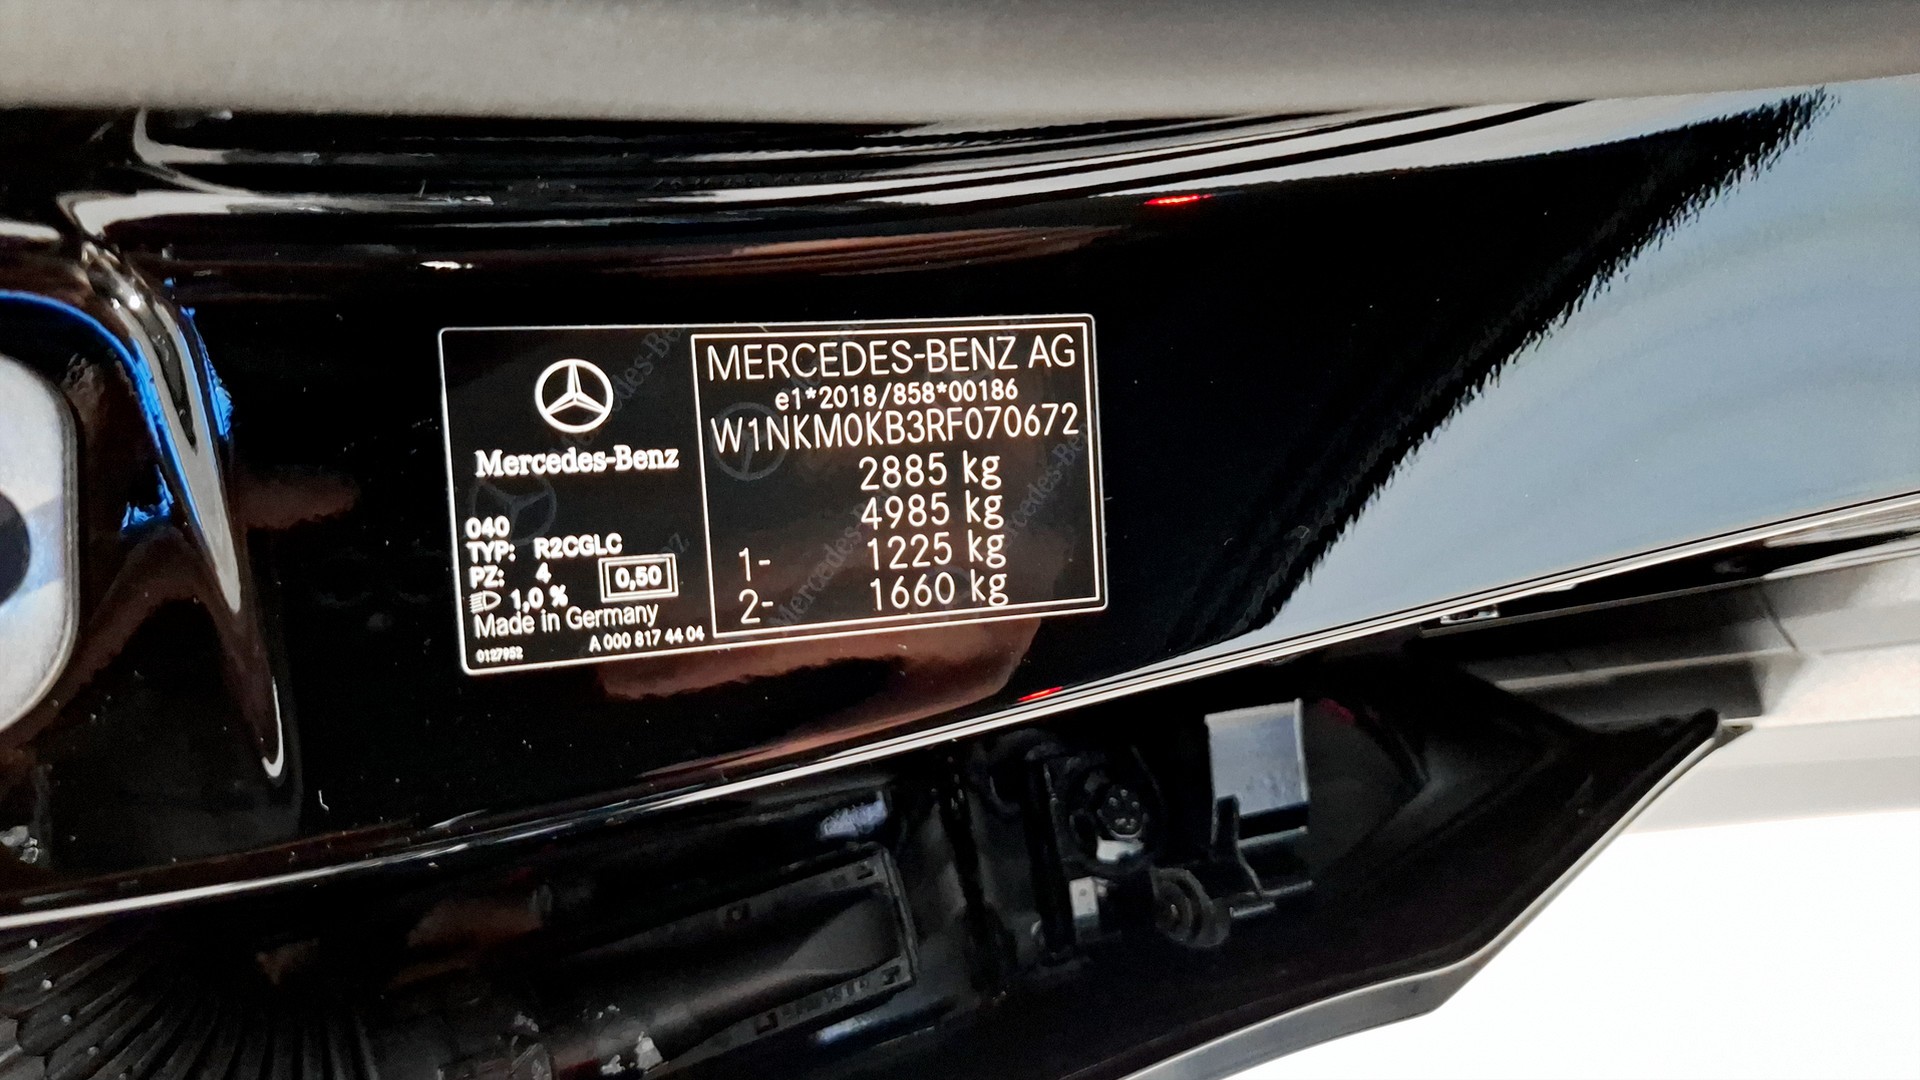 Mercedes-Benz
040
TYP: R2CGLC
PZ: 4
0,50
1,0 %
Made in Germany
A 000 817 44 04
0127952
MERCEDES-BENZ AG
e1*2018/858*00186
W1NKM0KB3RF070672
2885 kg
4985 kg
1- 1225 kg
2- 1660 kg